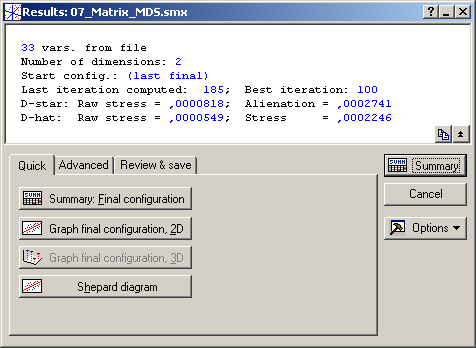 Results: 07_Matrix_MDS.smx
33 vars. from file
Number of dimensions: 2
Start config.: (last final)
Last iteration computed: 185; Best iteration: 100
D-star: Raw stress = ,0000818; Alienation = ,0002741
D-hat: Raw stress = ,0000549; Stress = ,0002246
Quick Advanced Review & save
Summary
Summary: Final configuration
Cancel
Graph final configuration, 2D
Options
Graph final configuration, 3D
Shepard diagram